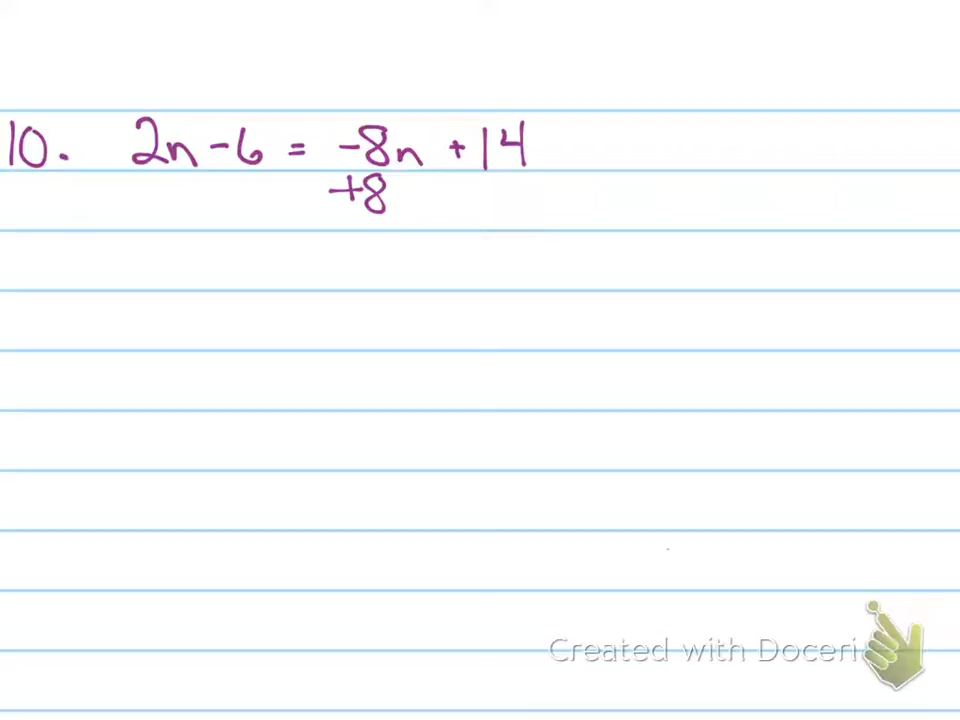 10. 2n - 6 = -8n + 14
+8
Created with Doceri